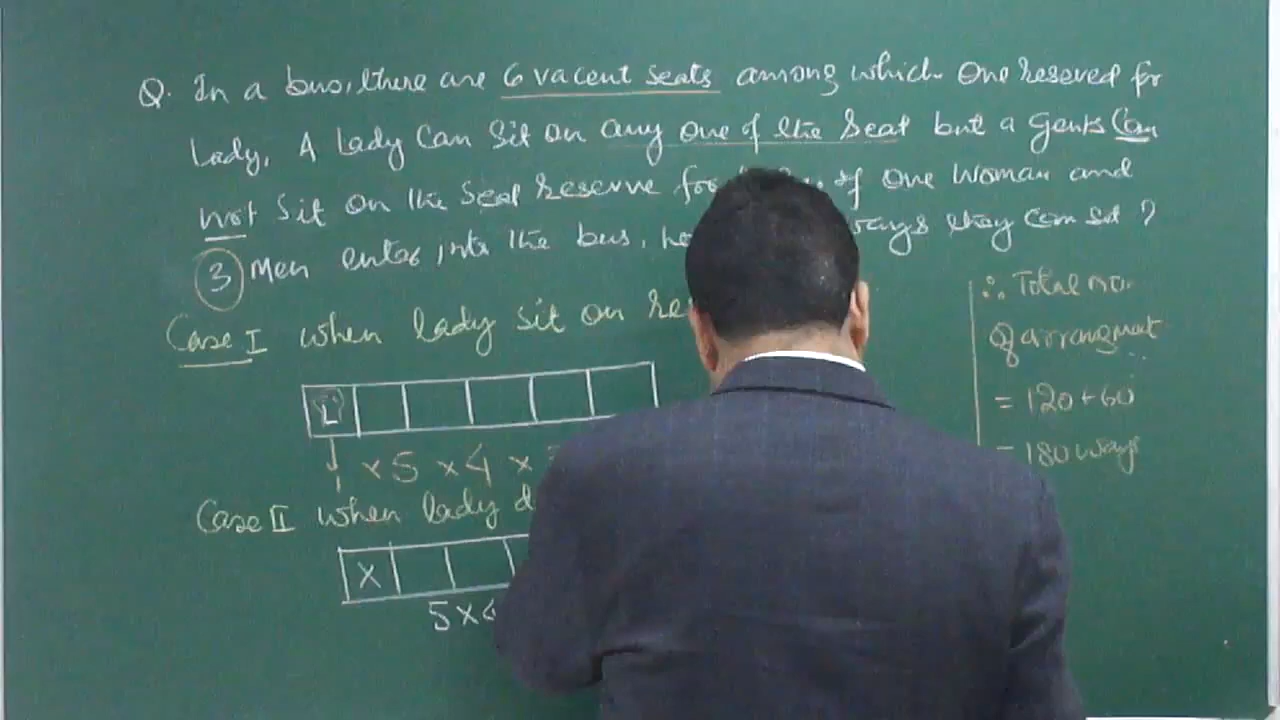 Q. In a bus, there are 6 vacent seats among which One reseved for
Lady. A Lady Can Sit on any one of the Seat but a Gents Can
not Sit on the Seat reserve for of One Woman and
3 Men enter into the bus, ways they can sit ?
Case I when lady sit on
L
× 5 × 4 ×
Case II when lady
X
5 ×
∴ Total no.
Of arrangment
= 120 + 60
= 180 ways